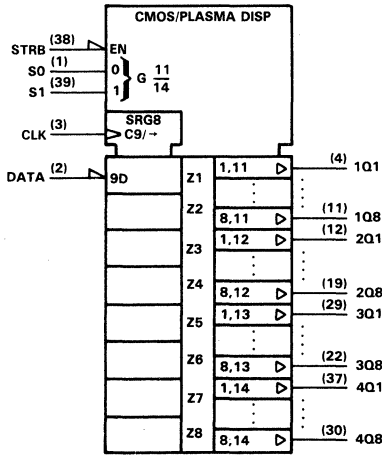 CMOS/PLASMA DISP
STRB (38) EN
S0 (1) 0
S1 (39) 1
G 11
14
SRG8
CLK (3) C9/→
DATA (2) 9D
Z1 1,11 ▷ (4) 1Q1
Z2 8,11 ▷ (11) 1Q8
1,12 ▷ (12) 2Q1
Z3
Z4 8,12 ▷ (19) 2Q8
1,13 ▷ (29) 3Q1
Z5
Z6 8,13 ▷ (22) 3Q8
1,14 ▷ (37) 4Q1
Z7
Z8 8,14 ▷ (30) 4Q8